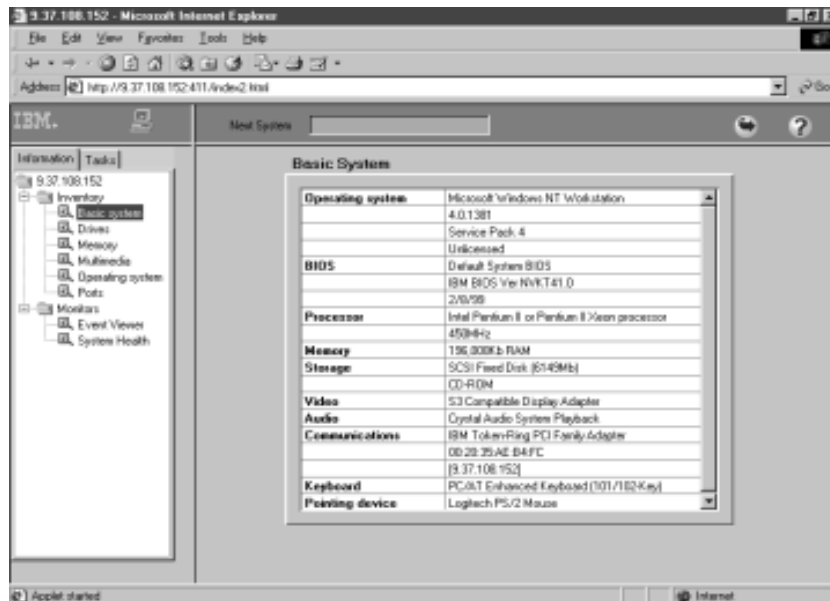 9.37.108.152 - Microsoft Internet Explorer
File Edit View Favorites Tools Help
Address http://9.37.108.152:411/index2.html Go
IBM. Next System
Information Tasks
9.37.108.152
Inventory
Basic system
Drives
Memory
Multimedia
Operating system
Ports
Monitors
Event Viewer
System Health
Basic System
Operating system Microsoft Windows NT Workstation
4.0.1381
Service Pack 4
Unlicensed
BIOS Default System BIOS
IBM BIOS Ver NVKT41.0
2/8/99
Processor Intel Pentium II or Pentium II Xeon processor
450MHz
Memory 196,000Kb RAM
Storage SCSI Fixed Disk (6149Mb)
CD-ROM
Video S3 Compatible Display Adapter
Audio Crystal Audio System Playback
Communications IBM Token-Ring PCI Family Adapter
[9.37.108.152]
Keyboard PC/AT Enhanced Keyboard (101/102-Key)
Pointing device Logitech PS/2 Mouse
Applet started Internet